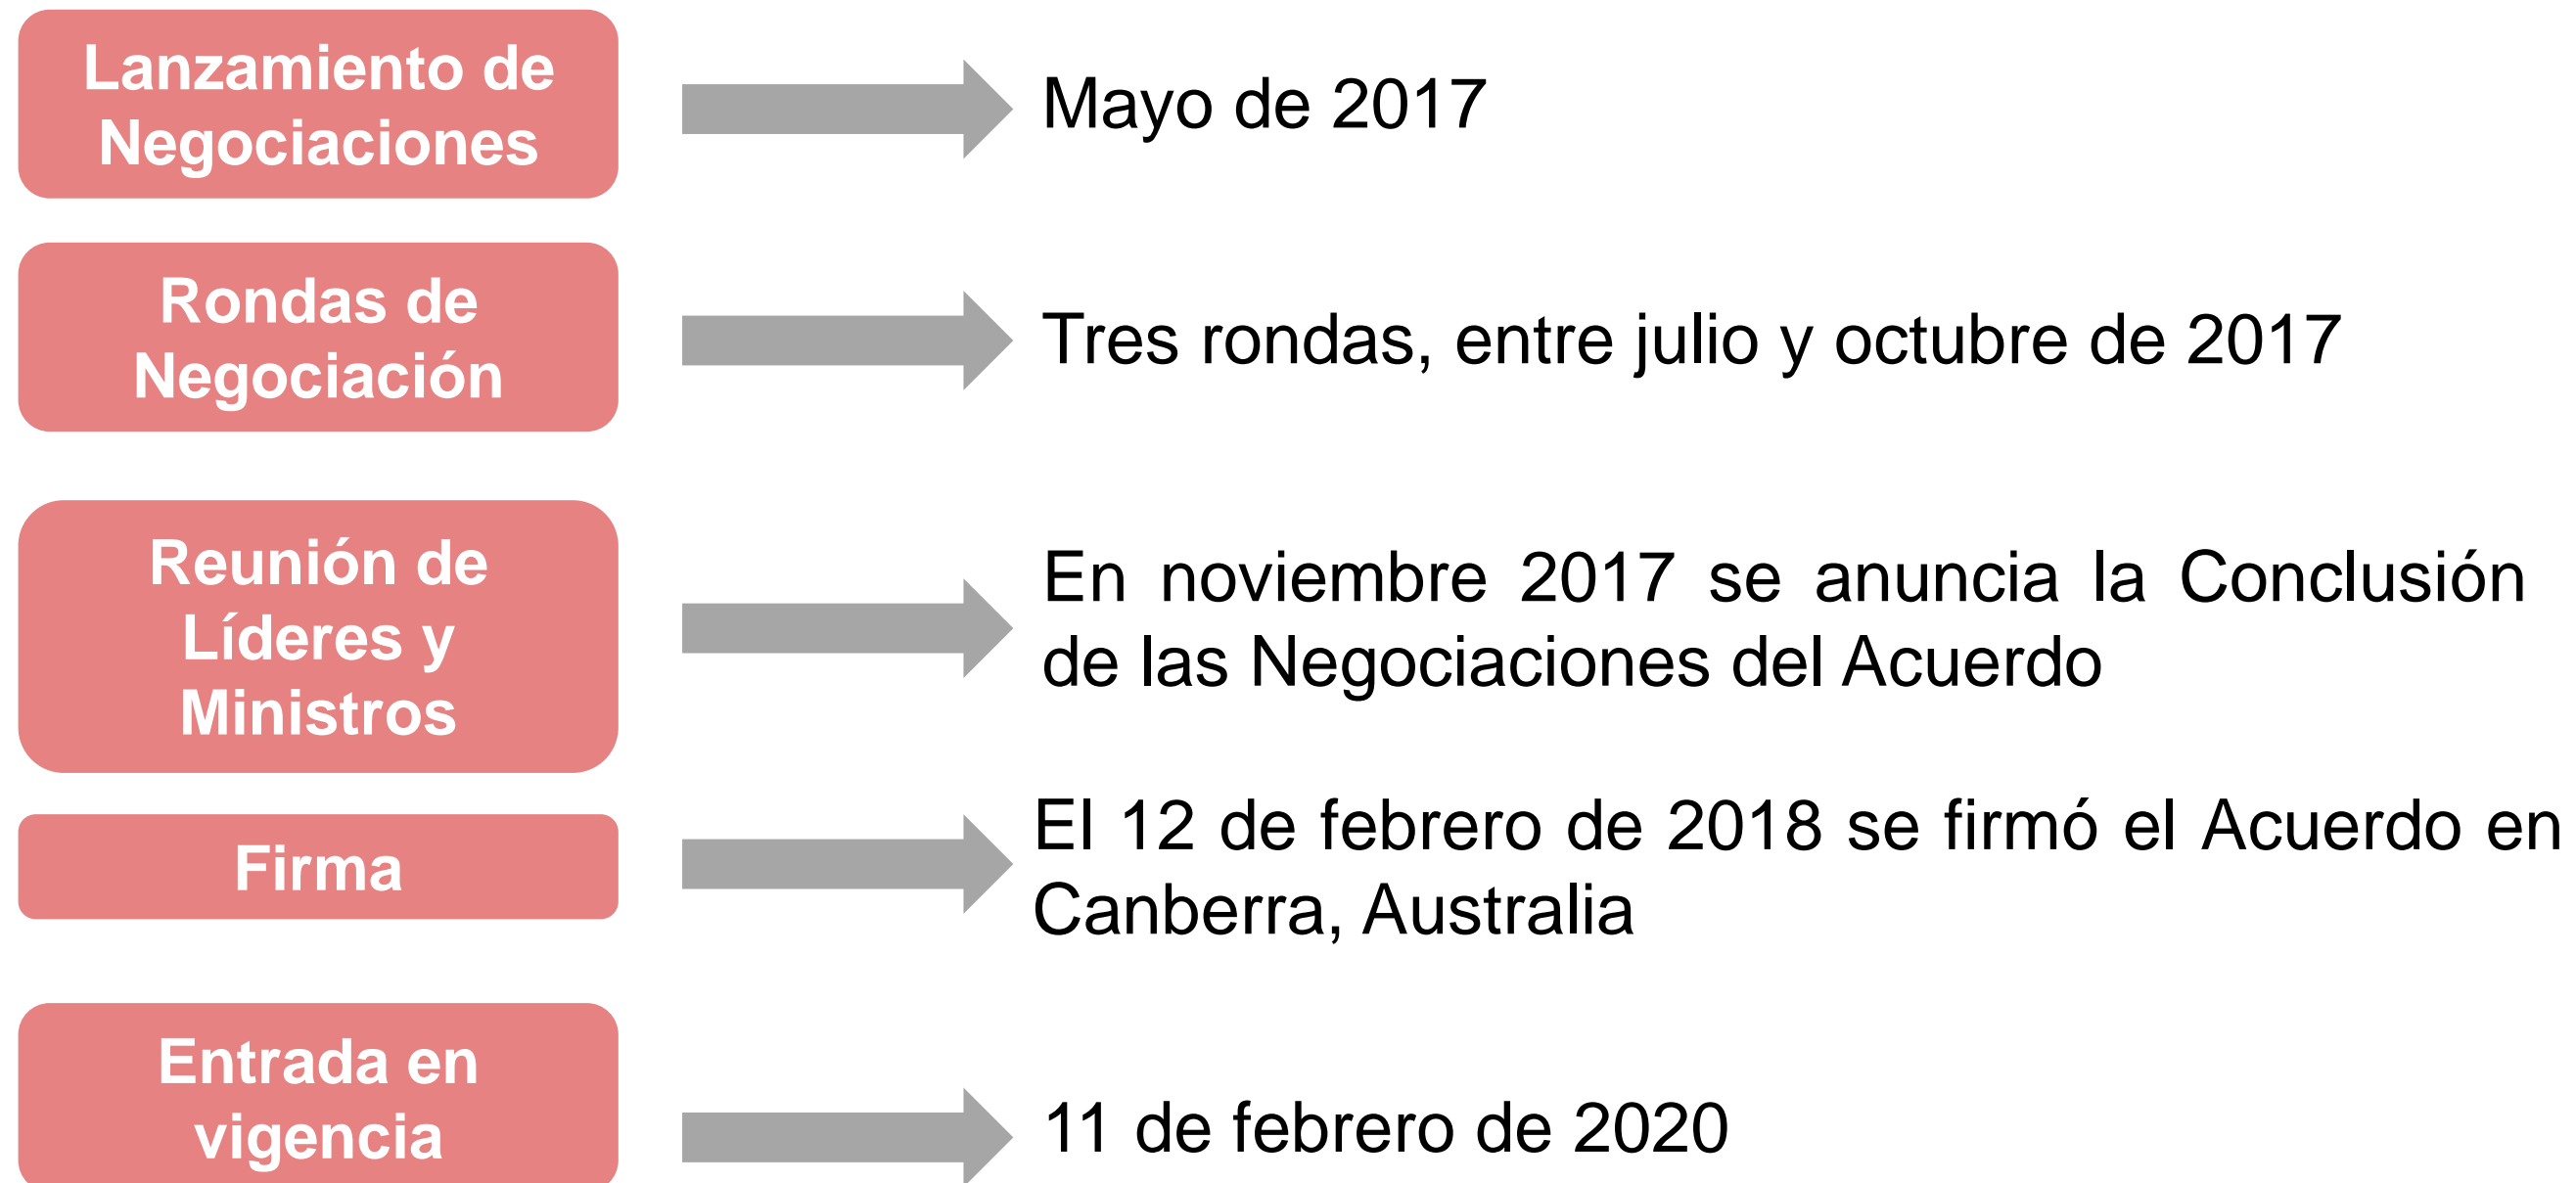 Lanzamiento de
Negociaciones
Mayo de 2017
Rondas de
Negociación
Tres rondas, entre julio y octubre de 2017
Reunión de
Líderes y
Ministros
En noviembre 2017 se anuncia la Conclusión
de las Negociaciones del Acuerdo
Firma
El 12 de febrero de 2018 se firmó el Acuerdo en
Canberra, Australia
Entrada en
vigencia
11 de febrero de 2020